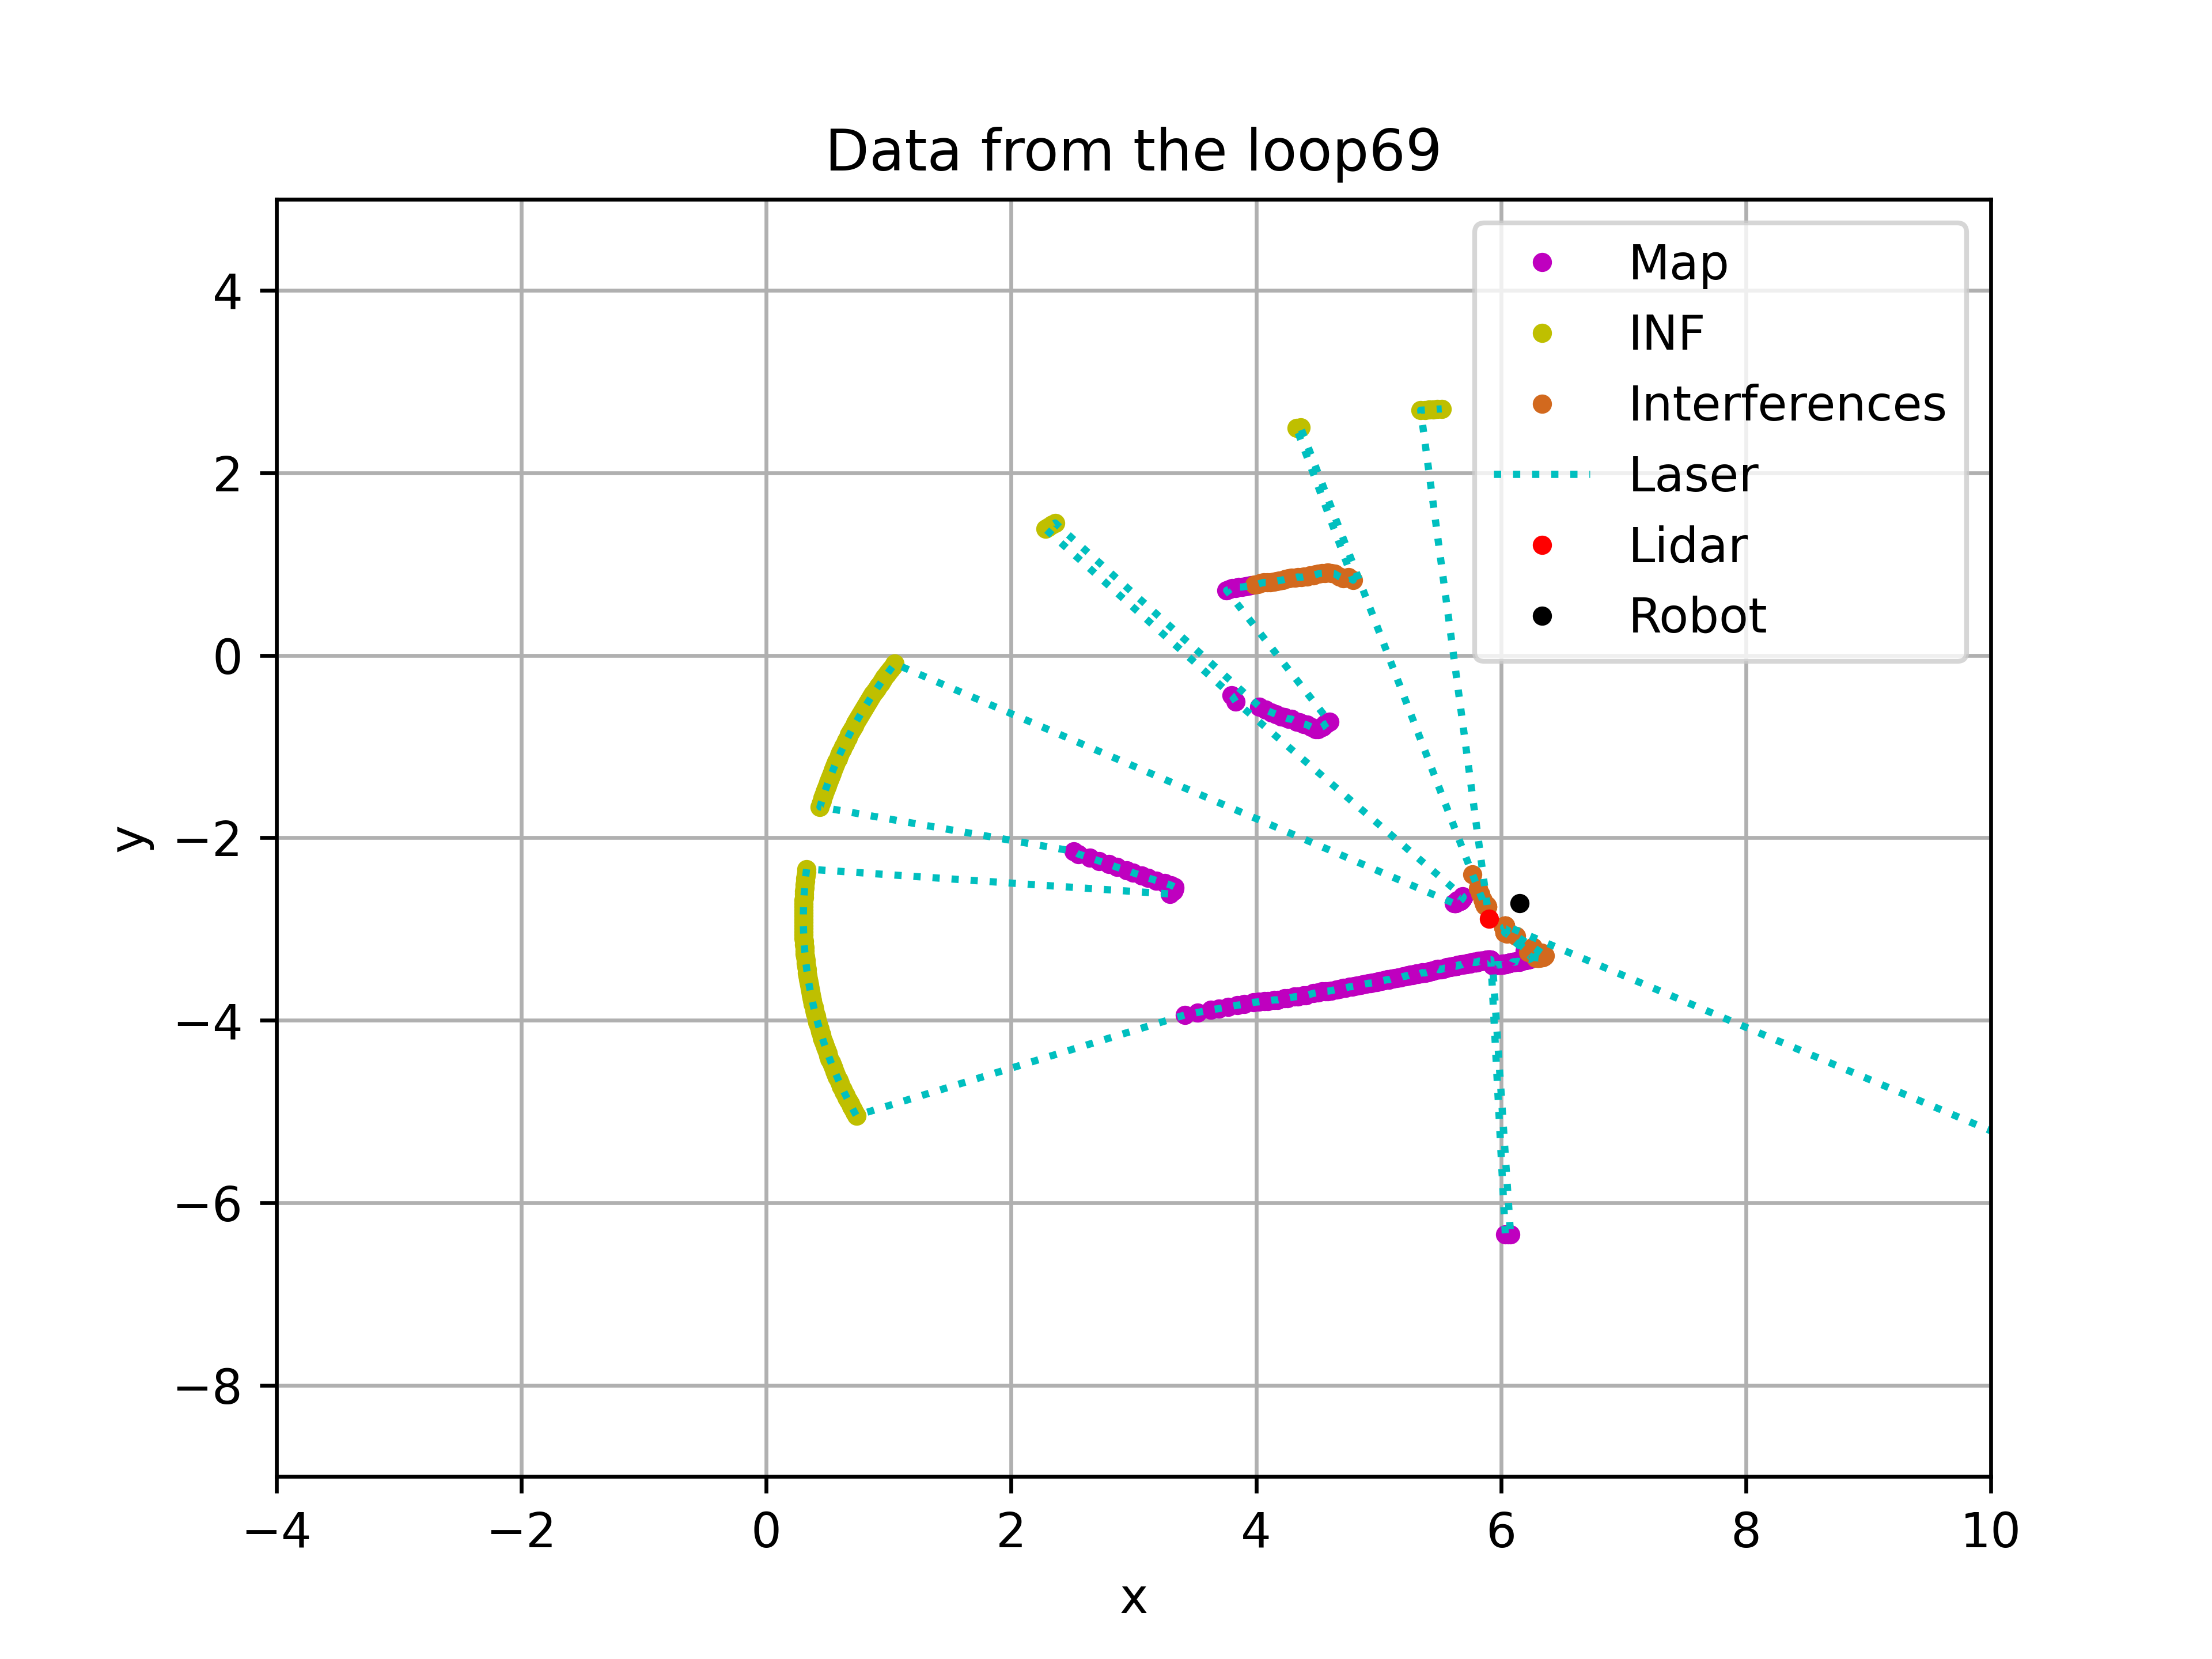 Data from the loop69
Map
INF
Interferences
Laser
Lidar
Robot
4
2
0
−2
−4
−6
−8
y
−4 −2 0 2 4 6 8 10
x